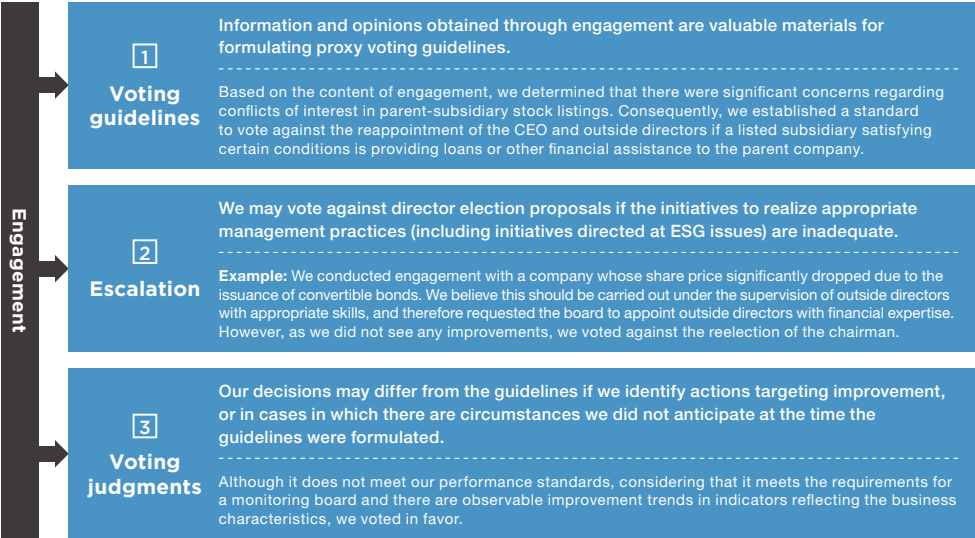 Engagement
1
Voting
guidelines
Information and opinions obtained through engagement are valuable materials for
formulating proxy voting guidelines.
Based on the content of engagement, we determined that there were significant concerns regarding
conflicts of interest in parent-subsidiary stock listings. Consequently, we established a standard
to vote against the reappointment of the CEO and outside directors if a listed subsidiary satisfying
certain conditions is providing loans or other financial assistance to the parent company.
2
Escalation
We may vote against director election proposals if the initiatives to realize appropriate
management practices (including initiatives directed at ESG issues) are inadequate.
Example: We conducted engagement with a company whose share price significantly dropped due to the
issuance of convertible bonds. We believe this should be carried out under the supervision of outside directors
with appropriate skills, and therefore requested the board to appoint outside directors with financial expertise.
However, as we did not see any improvements, we voted against the reelection of the chairman.
3
Voting
judgments
Our decisions may differ from the guidelines if we identify actions targeting improvement,
or in cases in which there are circumstances we did not anticipate at the time the
guidelines were formulated.
Although it does not meet our performance standards, considering that it meets the requirements for
a monitoring board and there are observable improvement trends in indicators reflecting the business
characteristics, we voted in favor.